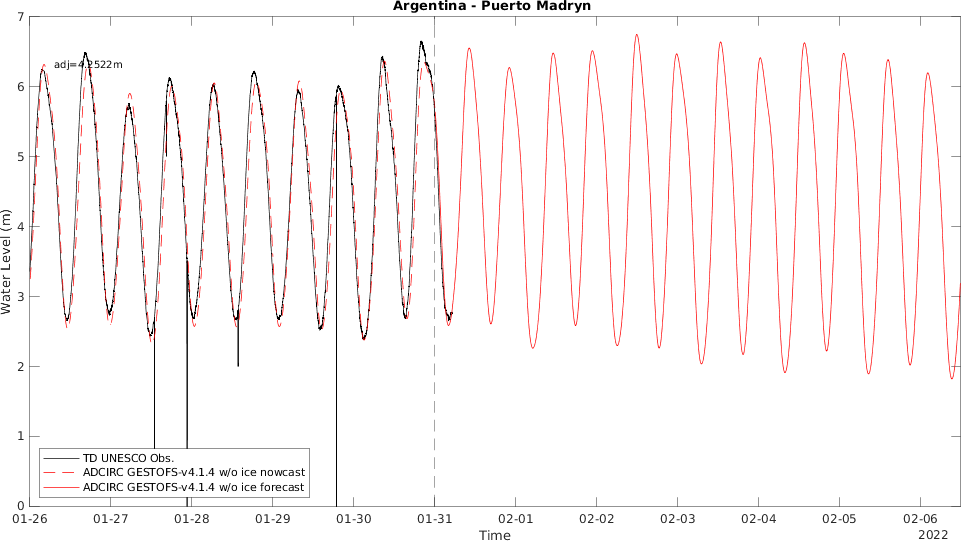 Argentina - Puerto Madryn
7
adj=4.2522m
6
5
4
3
2
1
0
Water Level (m)
TD UNESCO Obs.
ADCIRC GESTOFS-v4.1.4 w/o ice nowcast
ADCIRC GESTOFS-v4.1.4 w/o ice forecast
01-26 01-27 01-28 01-29 01-30 01-31 02-01 02-02 02-03 02-04 02-05 02-06
Time
2022